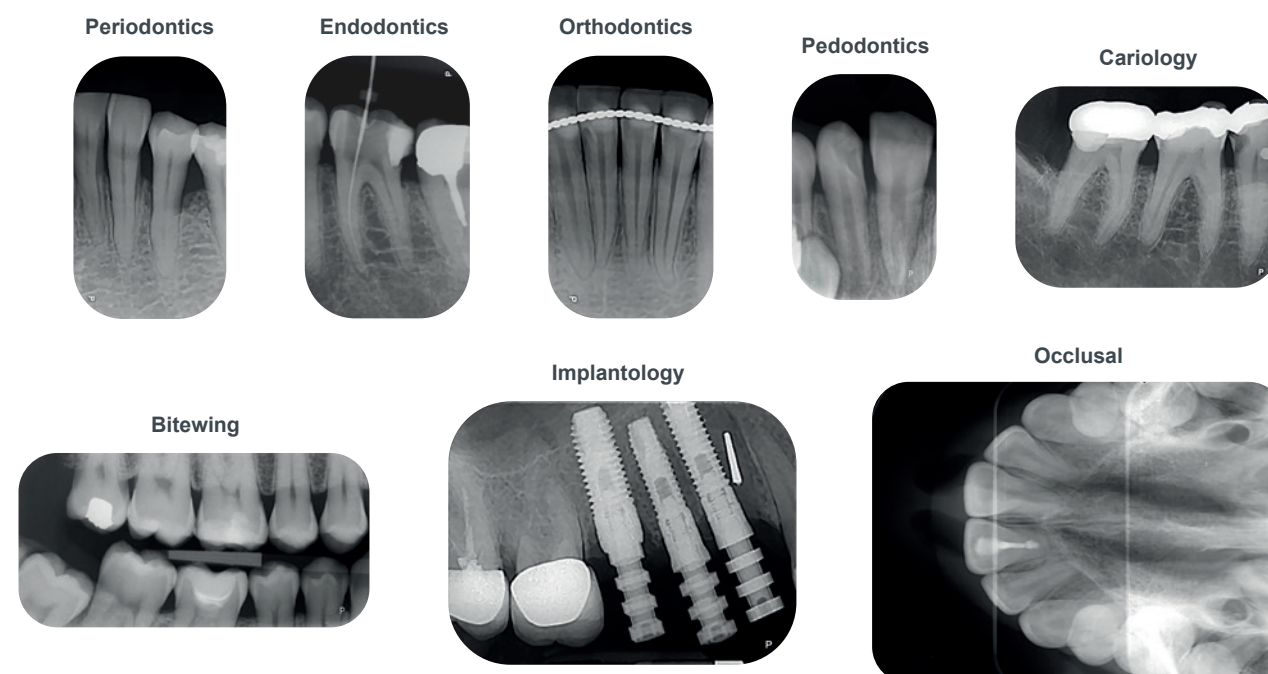 Periodontics
Endodontics
Orthodontics
Pedodontics
Cariology
P
P
P
P
P
Bitewing
Implantology
Occlusal
P
P